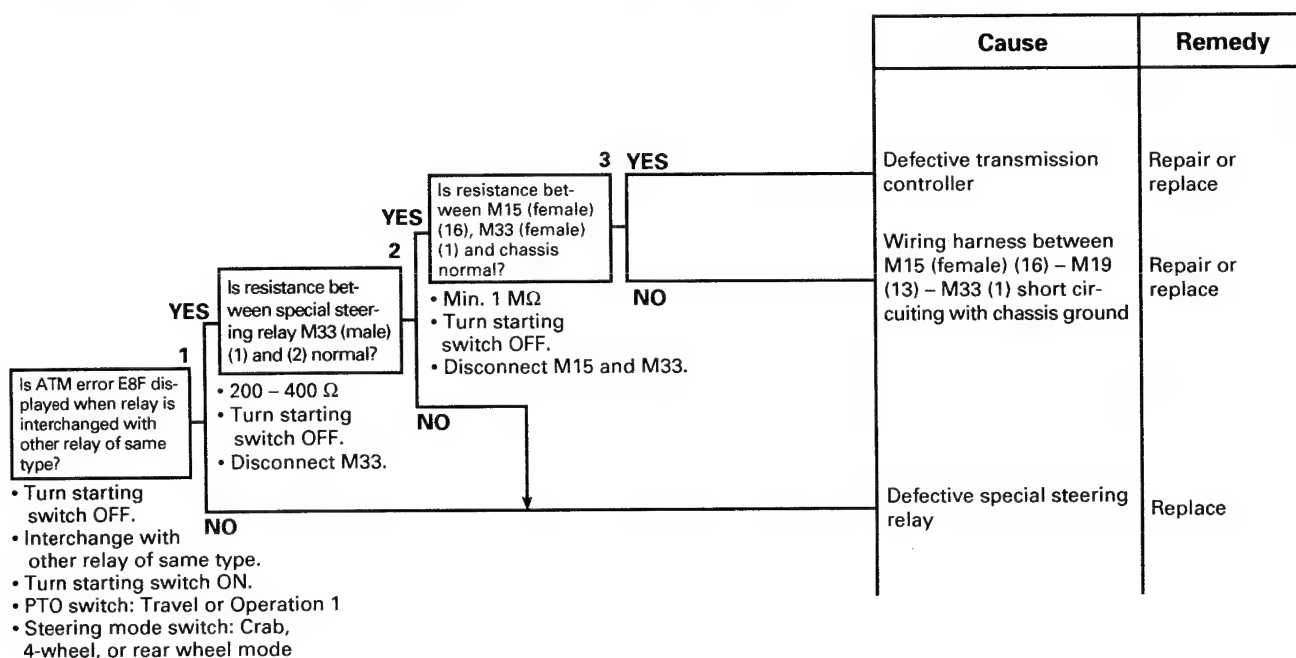 Cause
Remedy
3 YES
Is resistance bet-
ween M15 (female)
(16), M33 (female)
(1) and chassis
normal?
Defective transmission
controller
Repair or
replace
YES
2
• Min. 1 MΩ
• Turn starting
switch OFF.
• Disconnect M15 and M33.
NO
Wiring harness between
M15 (female) (16) – M19
(13) – M33 (1) short cir-
cuiting with chassis ground
Repair or
replace
YES
1
Is resistance bet-
ween special steer-
ing relay M33 (male)
(1) and (2) normal?
• 200 – 400 Ω
• Turn starting
switch OFF.
• Disconnect M33.
NO
Is ATM error E8F dis-
played when relay is
interchanged with
other relay of same
type?
• Turn starting
switch OFF.
• Interchange with
other relay of same type.
• Turn starting switch ON.
• PTO switch: Travel or Operation 1
• Steering mode switch: Crab,
4-wheel, or rear wheel mode
NO
Defective special steering
relay
Replace